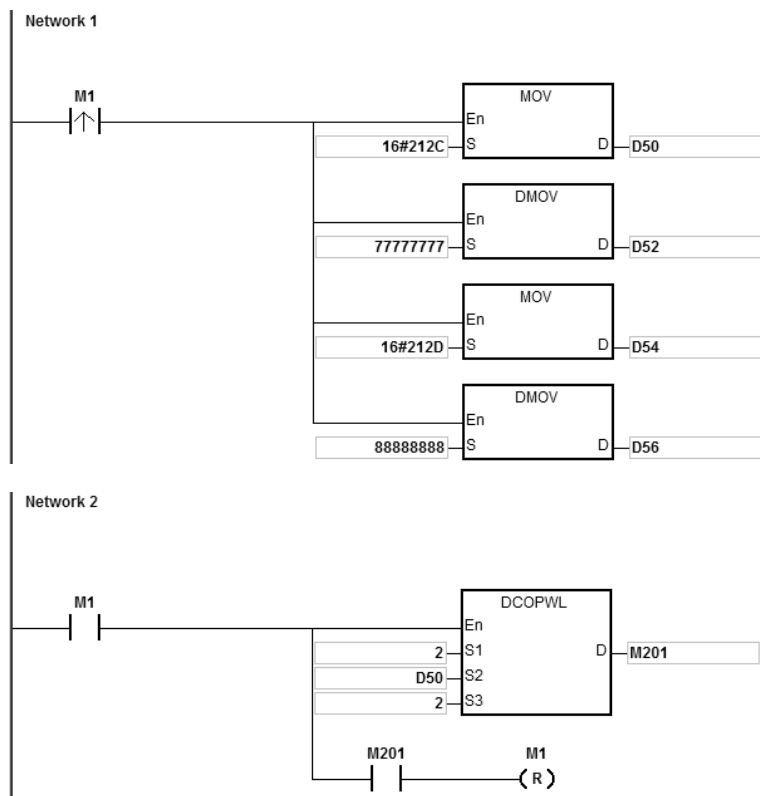 Network 1
M1
MOV
En
16#212C S D D50
DMOV
En
77777777 S D D52
MOV
En
16#212D S D D54
DMOV
En
88888888 S D D56
Network 2
M1
DCOPWL
En
2 S1 D M201
D50 S2
2 S3
M201 M1
( R )